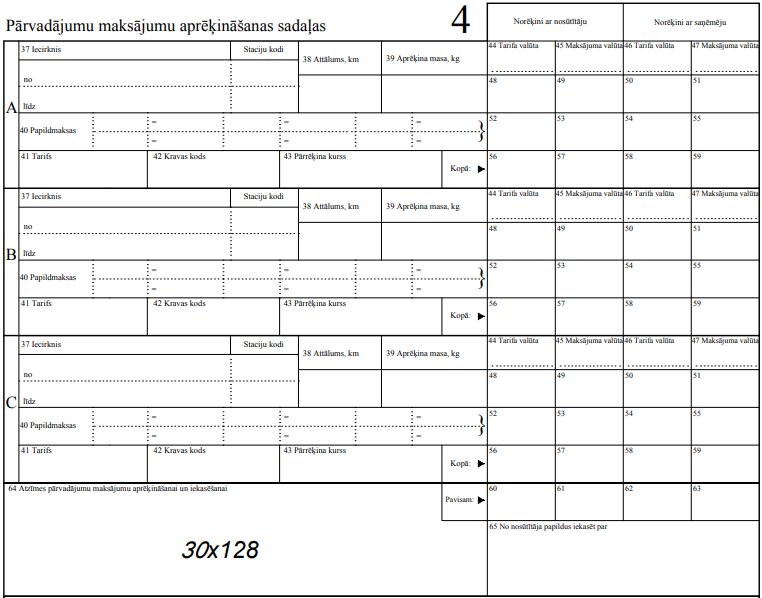 Pārvadājumu maksājumu aprēķināšanas sadaļas
4
Norēķini ar nosūtītāju
Norēķini ar saņēmēju
A
37 Iecirknis
Staciju kodi
38 Attālums, km
39 Aprēķina masa, kg
44 Tarifa valūta
45 Maksājuma valūta
46 Tarifa valūta
47 Maksājuma valūta
no
līdz
48
49
50
51
40 Papildmaksas
=
=
=
=
=
=
}
52
53
54
55
41 Tarifs
42 Kravas kods
43 Pārrēķina kurss
Kopā:
56
57
58
59
B
37 Iecirknis
Staciju kodi
38 Attālums, km
39 Aprēķina masa, kg
44 Tarifa valūta
45 Maksājuma valūta
46 Tarifa valūta
47 Maksājuma valūta
no
līdz
48
49
50
51
40 Papildmaksas
=
=
=
=
=
=
}
52
53
54
55
41 Tarifs
42 Kravas kods
43 Pārrēķina kurss
Kopā:
56
57
58
59
C
37 Iecirknis
Staciju kodi
38 Attālums, km
39 Aprēķina masa, kg
44 Tarifa valūta
45 Maksājuma valūta
46 Tarifa valūta
47 Maksājuma valūta
no
līdz
48
49
50
51
40 Papildmaksas
=
=
=
=
=
=
}
52
53
54
55
41 Tarifs
42 Kravas kods
43 Pārrēķina kurss
Kopā:
56
57
58
59
64 Atzīmes pārvadājumu maksājumu aprēķināšanai un iekasēšanai
Pavisam:
60
61
62
63
65 No nosūtītāja papildus iekasēt par
30x128